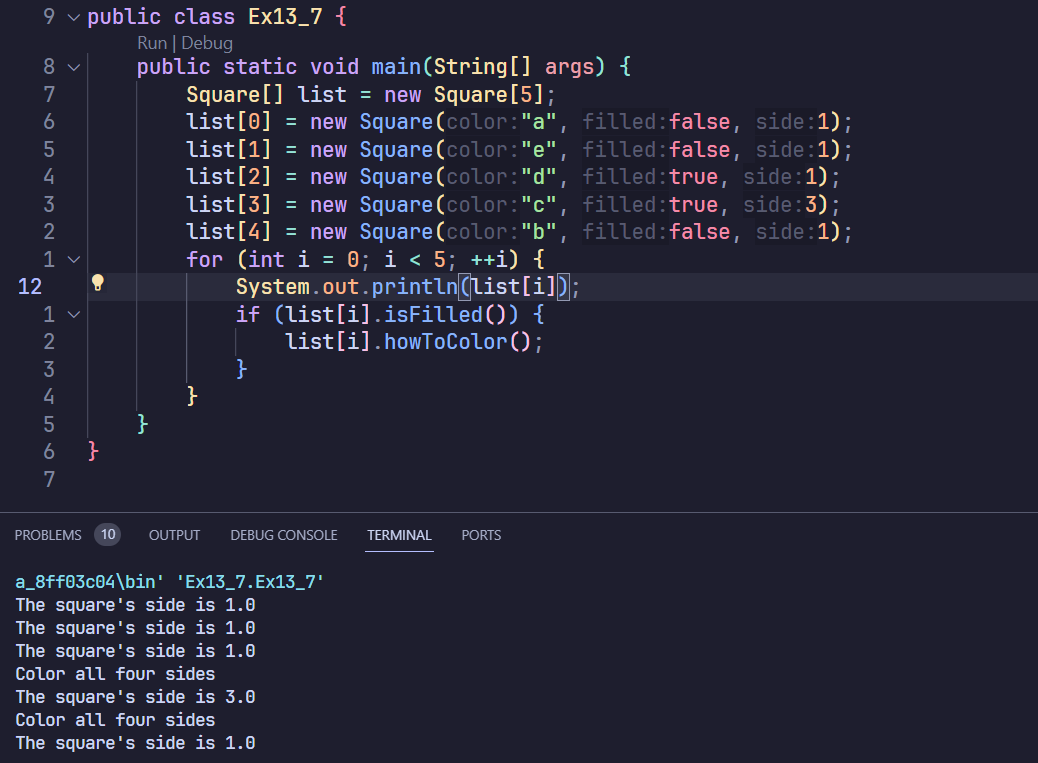 9 public class Ex13_7 {
Run | Debug
8 public static void main(String[] args) {
7 Square[] list = new Square[5];
6 list[0] = new Square(color:"a", filled:false, side:1);
5 list[1] = new Square(color:"e", filled:false, side:1);
4 list[2] = new Square(color:"d", filled:true, side:1);
3 list[3] = new Square(color:"c", filled:true, side:3);
2 list[4] = new Square(color:"b", filled:false, side:1);
1 for (int i = 0; i < 5; ++i) {
12 System.out.println(list[i]);
1 if (list[i].isFilled()) {
2 list[i].howToColor();
3 }
4 }
5 }
6 }
7
PROBLEMS 10 OUTPUT DEBUG CONSOLE TERMINAL PORTS
a_8ff03c04\bin' 'Ex13_7.Ex13_7'
The square's side is 1.0
The square's side is 1.0
The square's side is 1.0
Color all four sides
The square's side is 3.0
Color all four sides
The square's side is 1.0